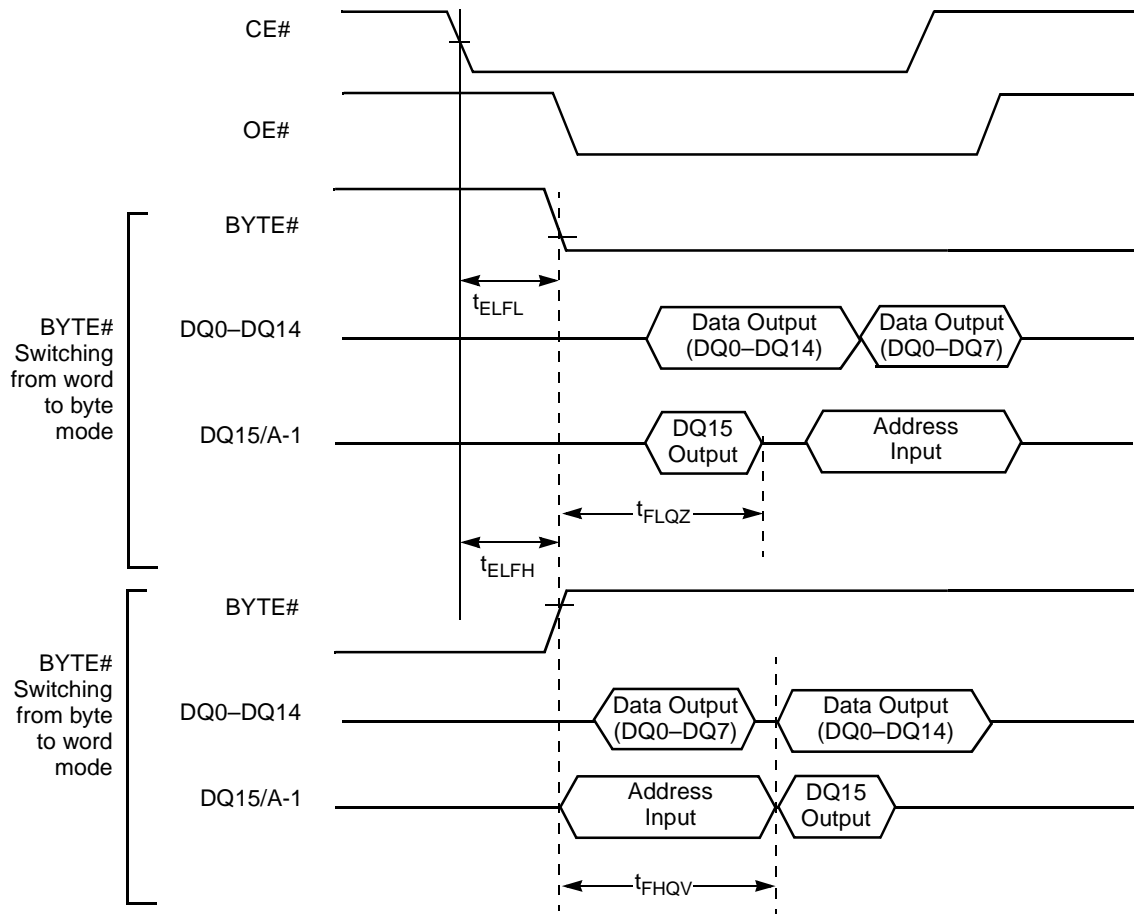 CE#
OE#
BYTE#
tELFL
BYTE#
Switching
from word
to byte
mode
DQ0–DQ14
Data Output
(DQ0–DQ14)
Data Output
(DQ0–DQ7)
DQ15/A-1
DQ15
Output
Address
Input
tFLQZ
tELFH
BYTE#
BYTE#
Switching
from byte
to word
mode
DQ0–DQ14
Data Output
(DQ0–DQ7)
Data Output
(DQ0–DQ14)
DQ15/A-1
Address
Input
DQ15
Output
tFHQV